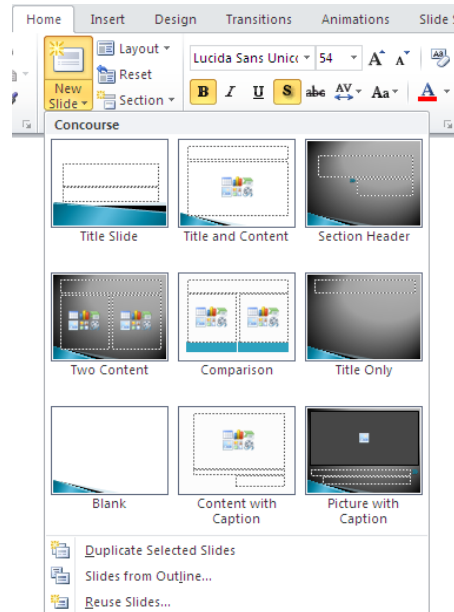 Home Insert Design Transitions Animations Slide S
Layout
Lucida Sans Unic 54 A A Aa
Reset
New
Slide
Section
B I U S abc AV Aa A
Concourse
Title Slide Title and Content Section Header
Two Content Comparison Title Only
Blank Content with Caption Picture with Caption
Duplicate Selected Slides
Slides from Outline...
Reuse Slides...